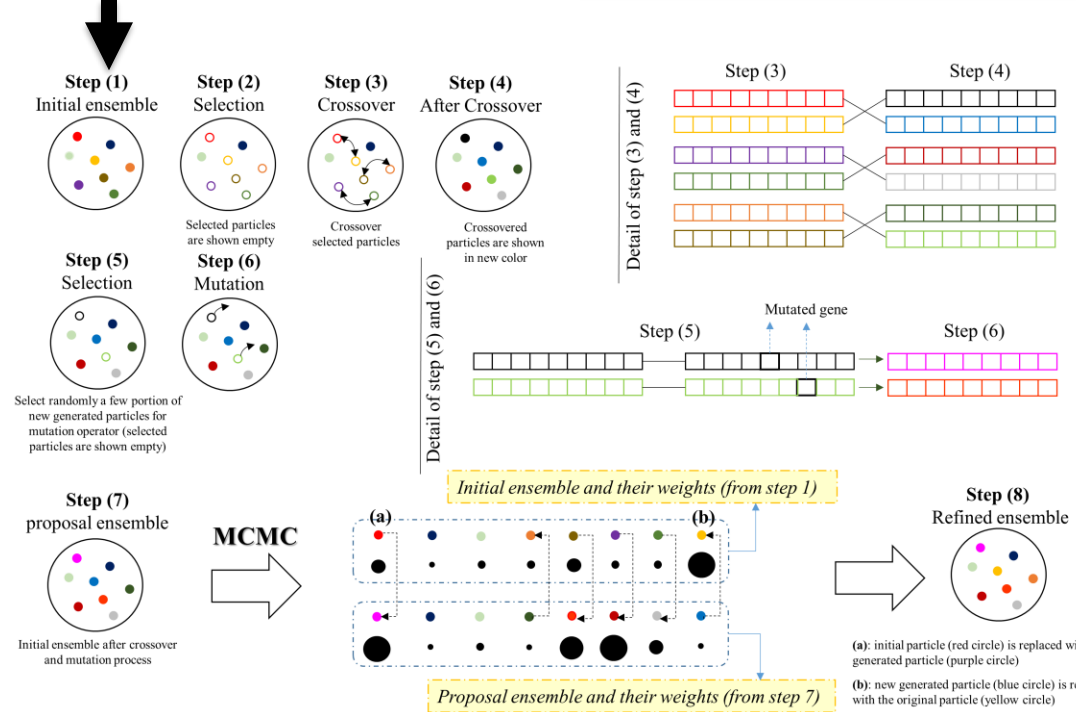 Step (1)
Initial ensemble
Step (2)
Selection
Selected particles
are shown empty
Step (3)
Crossover
Crossover
selected particles
Step (4)
After Crossover
Crossovered
particles are shown
in new color
Detail of step (3) and (4)
Step (3)
Step (4)
Step (5)
Selection
Select randomly a few portion of
new generated particles for
mutation operator (selected
particles are shown empty)
Step (6)
Mutation
Detail of step (5) and (6)
Step (5)
Mutated gene
Step (6)
Step (7)
proposal ensemble
Initial ensemble after crossover
and mutation process
MCMC
Initial ensemble and their weights (from step 1)
(a)
(b)
Proposal ensemble and their weights (from step 7)
Step (8)
Refined ensemble
(a): initial particle (red circle) is replaced
generated particle (purple circle)
(b): new generated particle (blue circle) is
with the original particle (yellow circle)